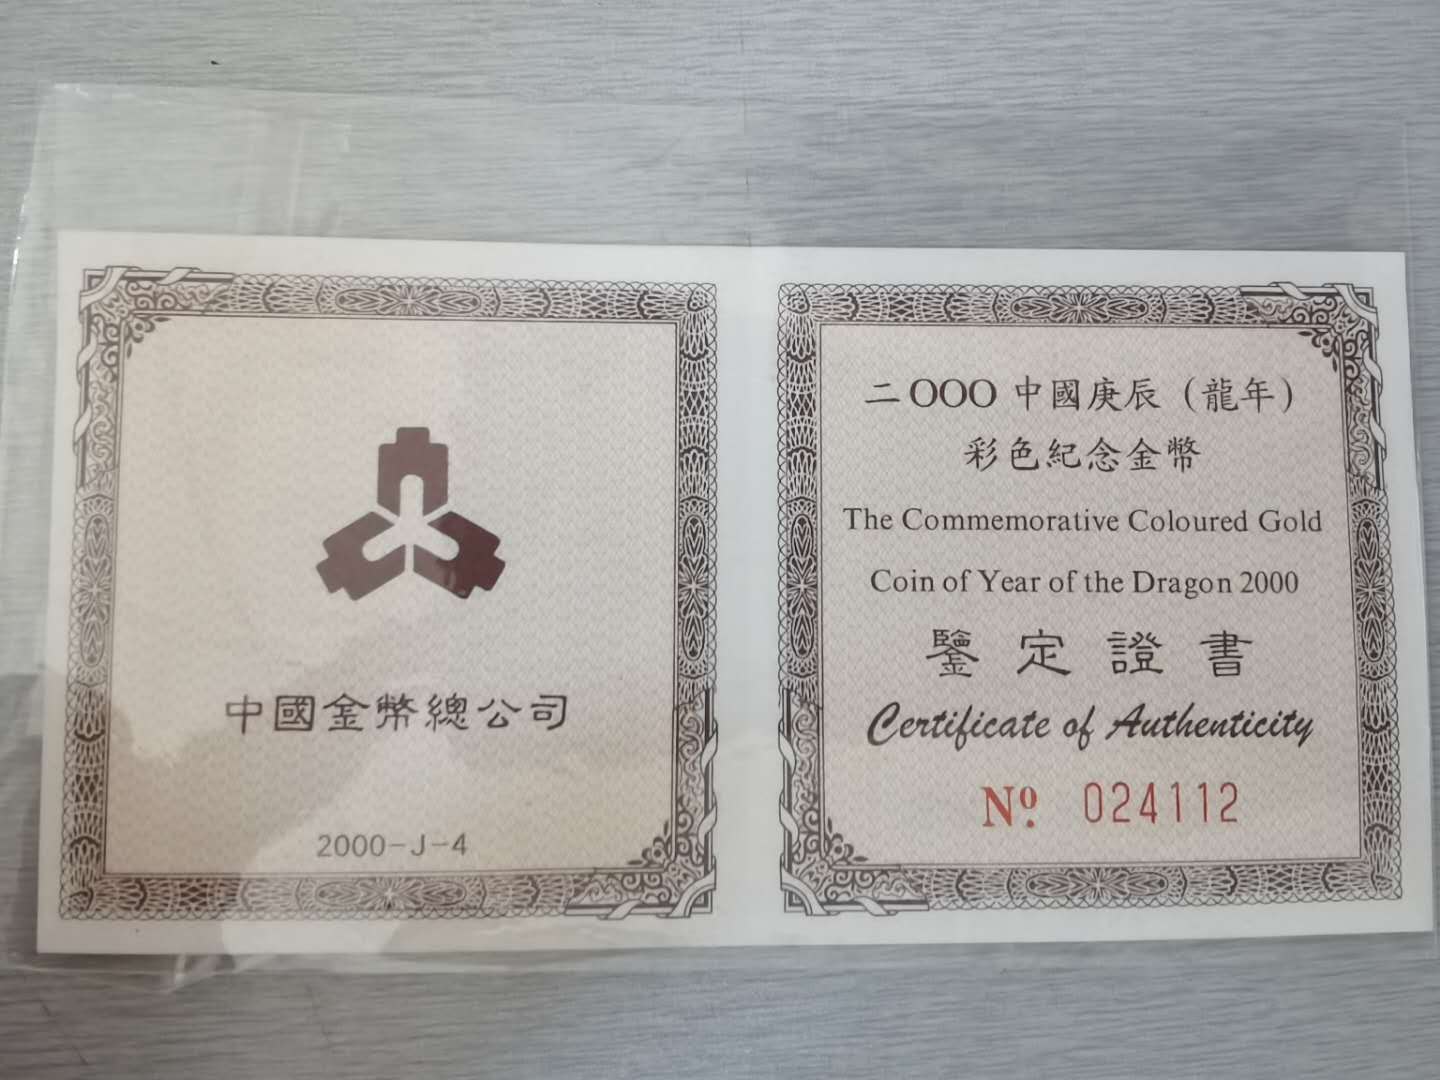 中國金幣總公司
2000-J-4
二OOO中國庚辰（龍年）
彩色紀念金幣
The Commemorative Coloured Gold
Coin of Year of the Dragon 2000
鑒定證書
Certificate of Authenticity
Nº 024112